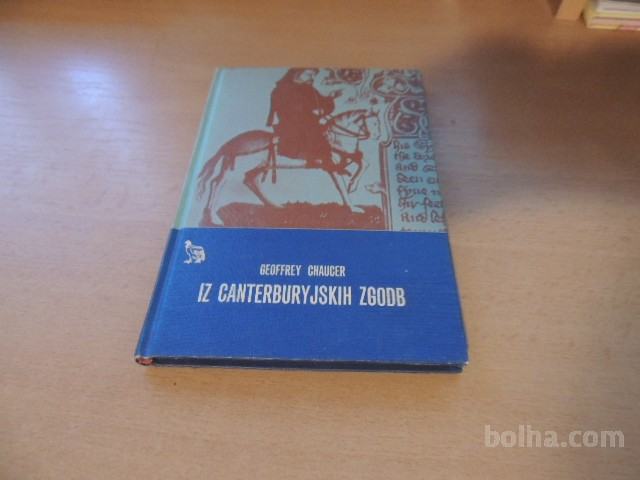 GEOFFREY CHAUCER
IZ CANTERBURYJSKIH ZGODB
bolha.com